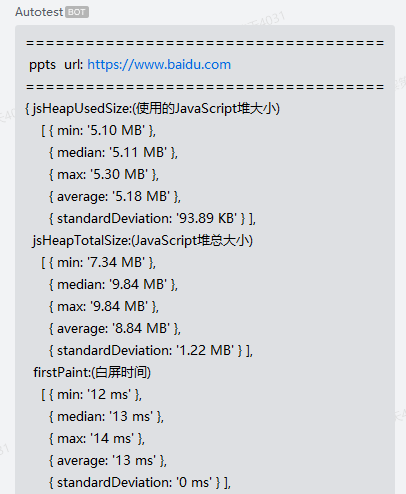 Autotest BOT
=====================================
ppts url: https://www.baidu.com
=====================================
{ jsHeapUsedSize:(使用的JavaScript堆大小)
[ { min: '5.10 MB' },
{ median: '5.11 MB' },
{ max: '5.30 MB' },
{ average: '5.18 MB' },
{ standardDeviation: '93.89 KB' } ],
jsHeapTotalSize:(JavaScript堆总大小)
[ { min: '7.34 MB' },
{ median: '9.84 MB' },
{ max: '9.84 MB' },
{ average: '8.84 MB' },
{ standardDeviation: '1.22 MB' } ],
firstPaint:(白屏时间)
[ { min: '12 ms' },
{ median: '13 ms' },
{ max: '14 ms' },
{ average: '13 ms' },
{ standardDeviation: '0 ms' } ],